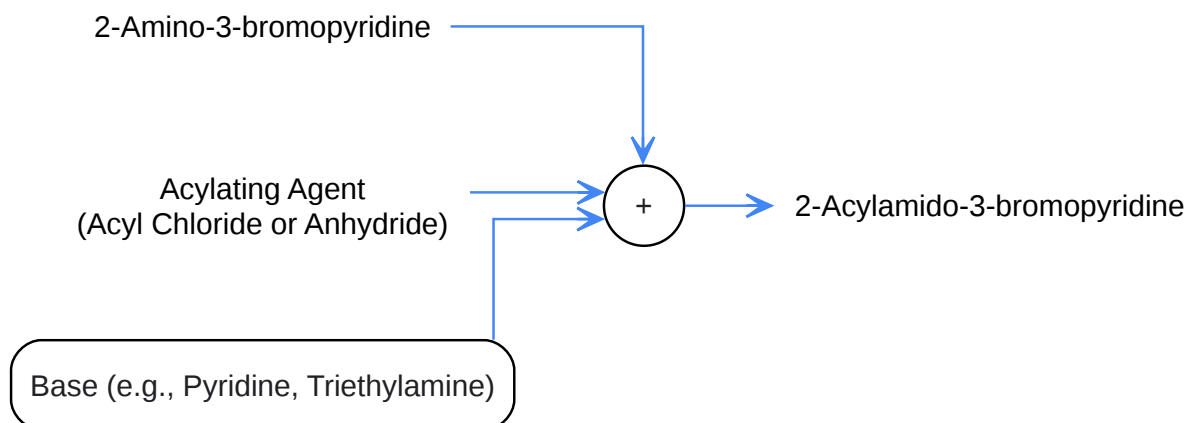 2-Amino-3-bromopyridine
Acylating Agent
(Acyl Chloride or Anhydride)
+
2-Acylamido-3-bromopyridine
Base (e.g., Pyridine, Triethylamine)